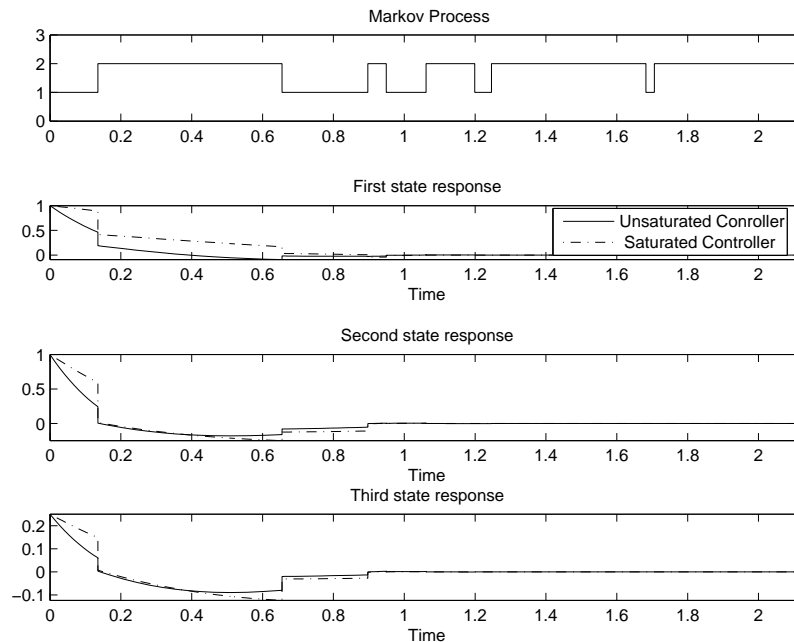 Markov Process
3
2
1
0
0 0.2 0.4 0.6 0.8 1 1.2 1.4 1.6 1.8 2
First state response
1
0.5
0
Unsaturated Conroller
Saturated Controller
0 0.2 0.4 0.6 0.8 1 1.2 1.4 1.6 1.8 2
Time
Second state response
1
0.5
0
0 0.2 0.4 0.6 0.8 1 1.2 1.4 1.6 1.8 2
Time
Third state response
0.2
0.1
0
−0.1
0 0.2 0.4 0.6 0.8 1 1.2 1.4 1.6 1.8 2
Time